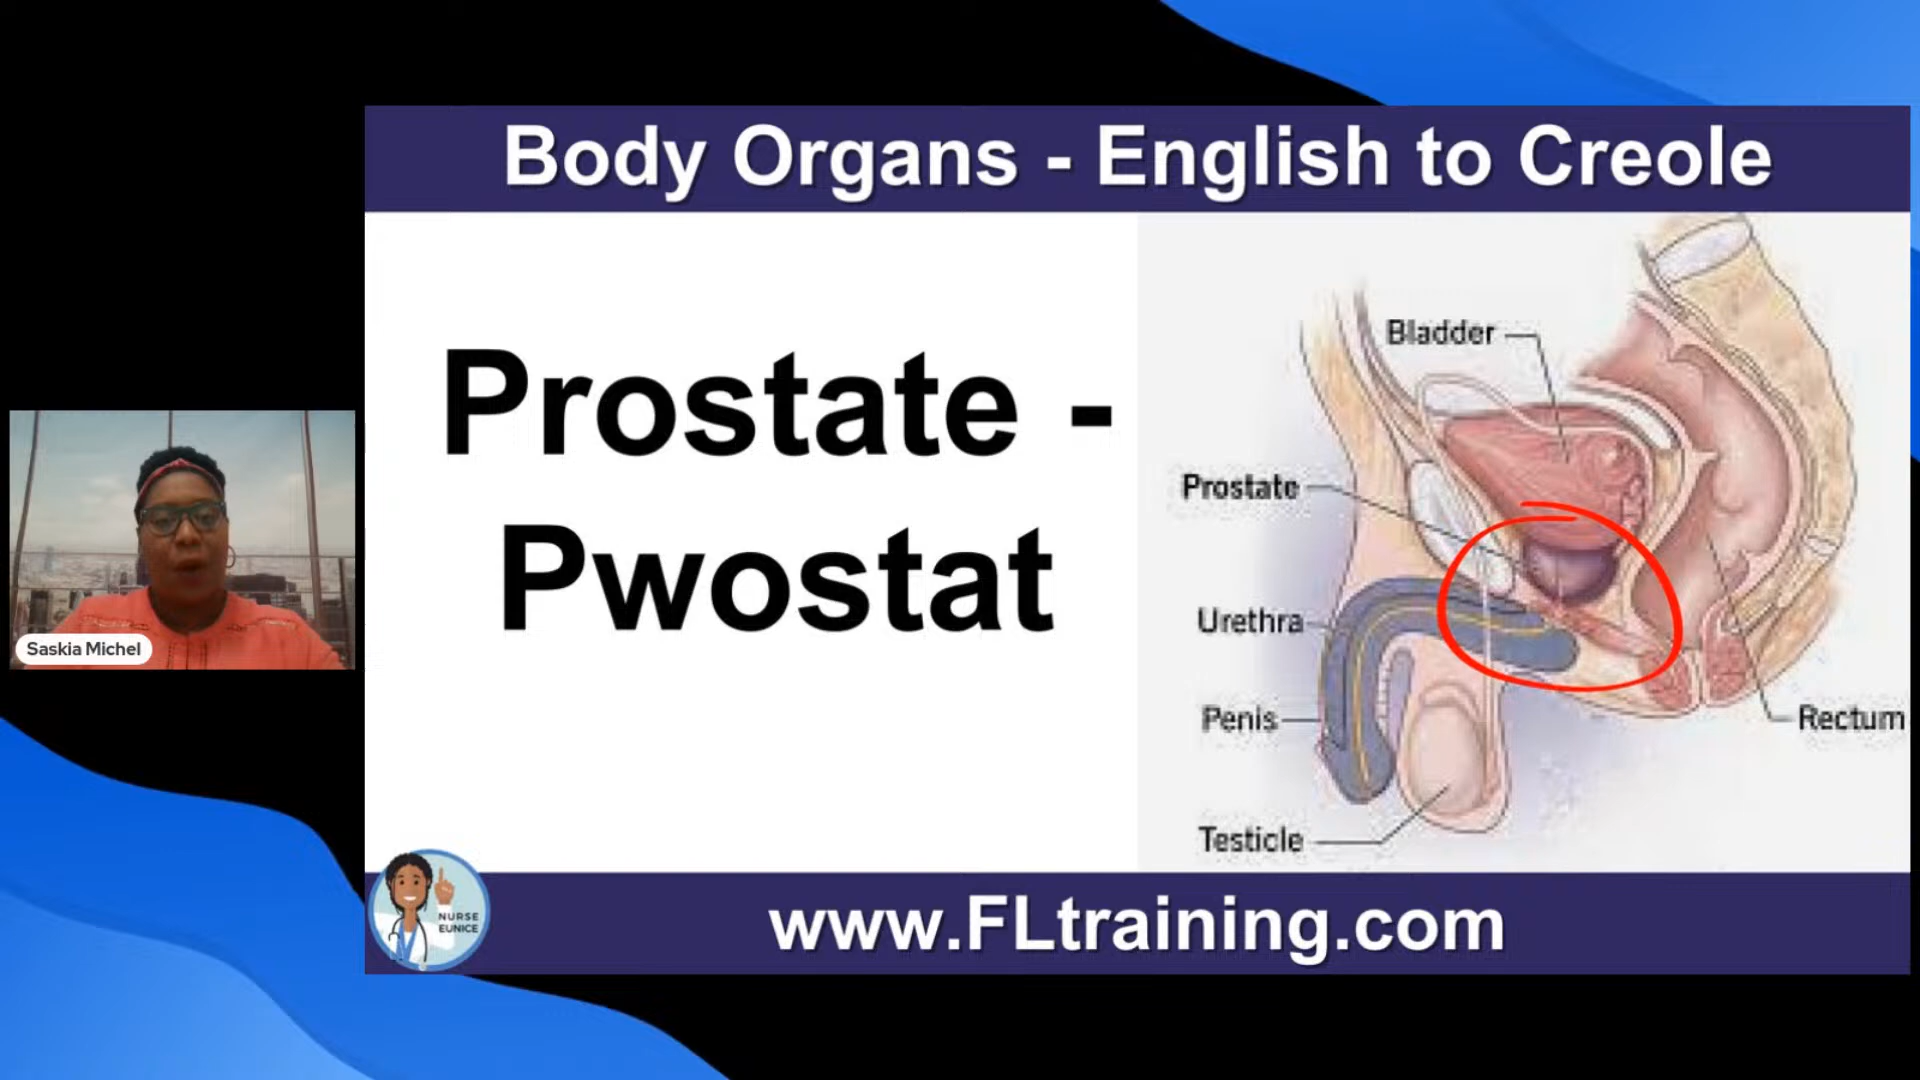 Body Organs - English to Creole
Prostate -
Pwostat
Bladder
Prostate
Urethra
Penis
Rectum
Testicle
Saskia Michel
NURSE
EUNICE
www.FLtraining.com